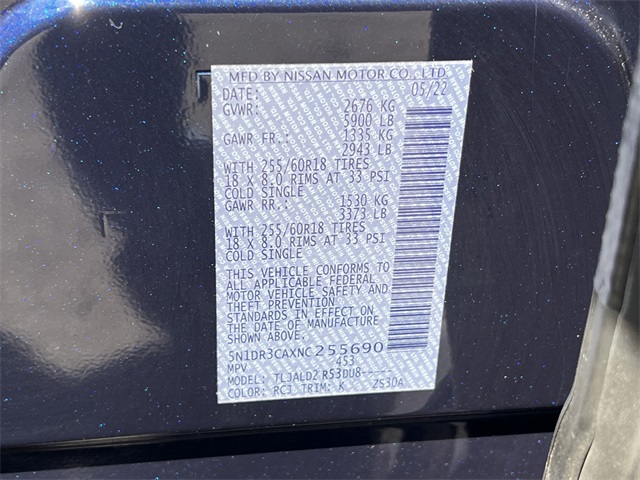 MFD BY NISSAN MOTOR CO., LTD.
DATE: 05/22
GVWR: 2676 KG
5900 LB
GAWR FR.: 1335 KG
2943 LB
WITH 255/60R18 TIRES
18 X 8.0 RIMS AT 33 PSI
COLD SINGLE
GAWR RR.: 1530 KG
3373 LB
WITH 255/60R18 TIRES
18 X 8.0 RIMS AT 33 PSI
COLD SINGLE
THIS VEHICLE CONFORMS TO
ALL APPLICABLE FEDERAL
MOTOR VEHICLE SAFETY AND
THEFT PREVENTION
STANDARDS IN EFFECT ON
THE DATE OF MANUFACTURE
SHOWN ABOVE.
5N1DR3CAXNC255690
MPV 453
MODEL: TLJALD2 R53DU8-----
COLOR: RCJ TRIM: K ZS30A